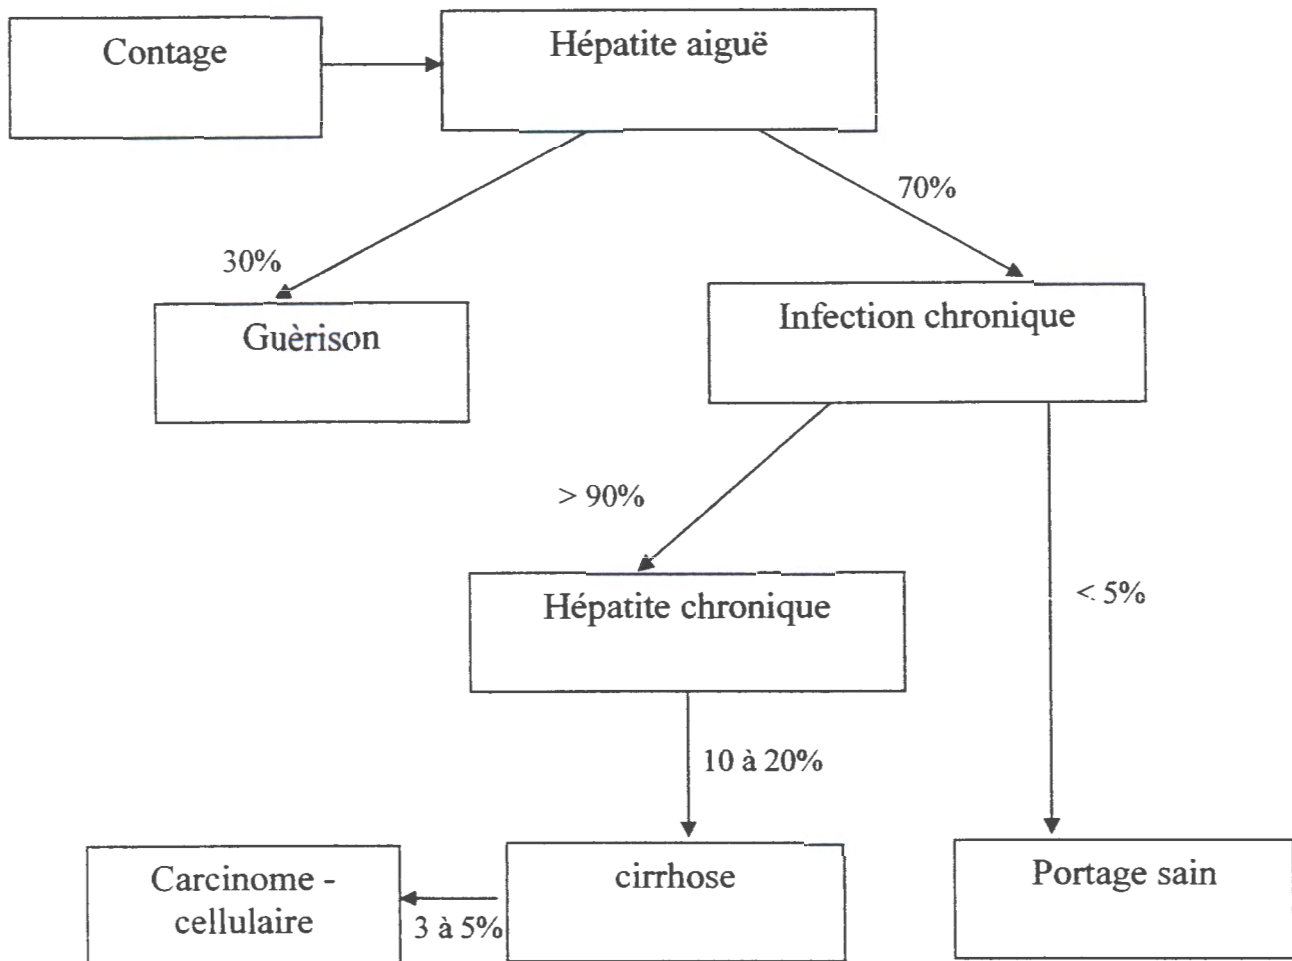 Contage
Hépatite aiguë
70%
30%
Guèrison
Infection chronique
> 90%
Hépatite chronique
< 5%
10 à 20%
Carcinome -
cellulaire
3 à 5%
cirrhose
Portage sain